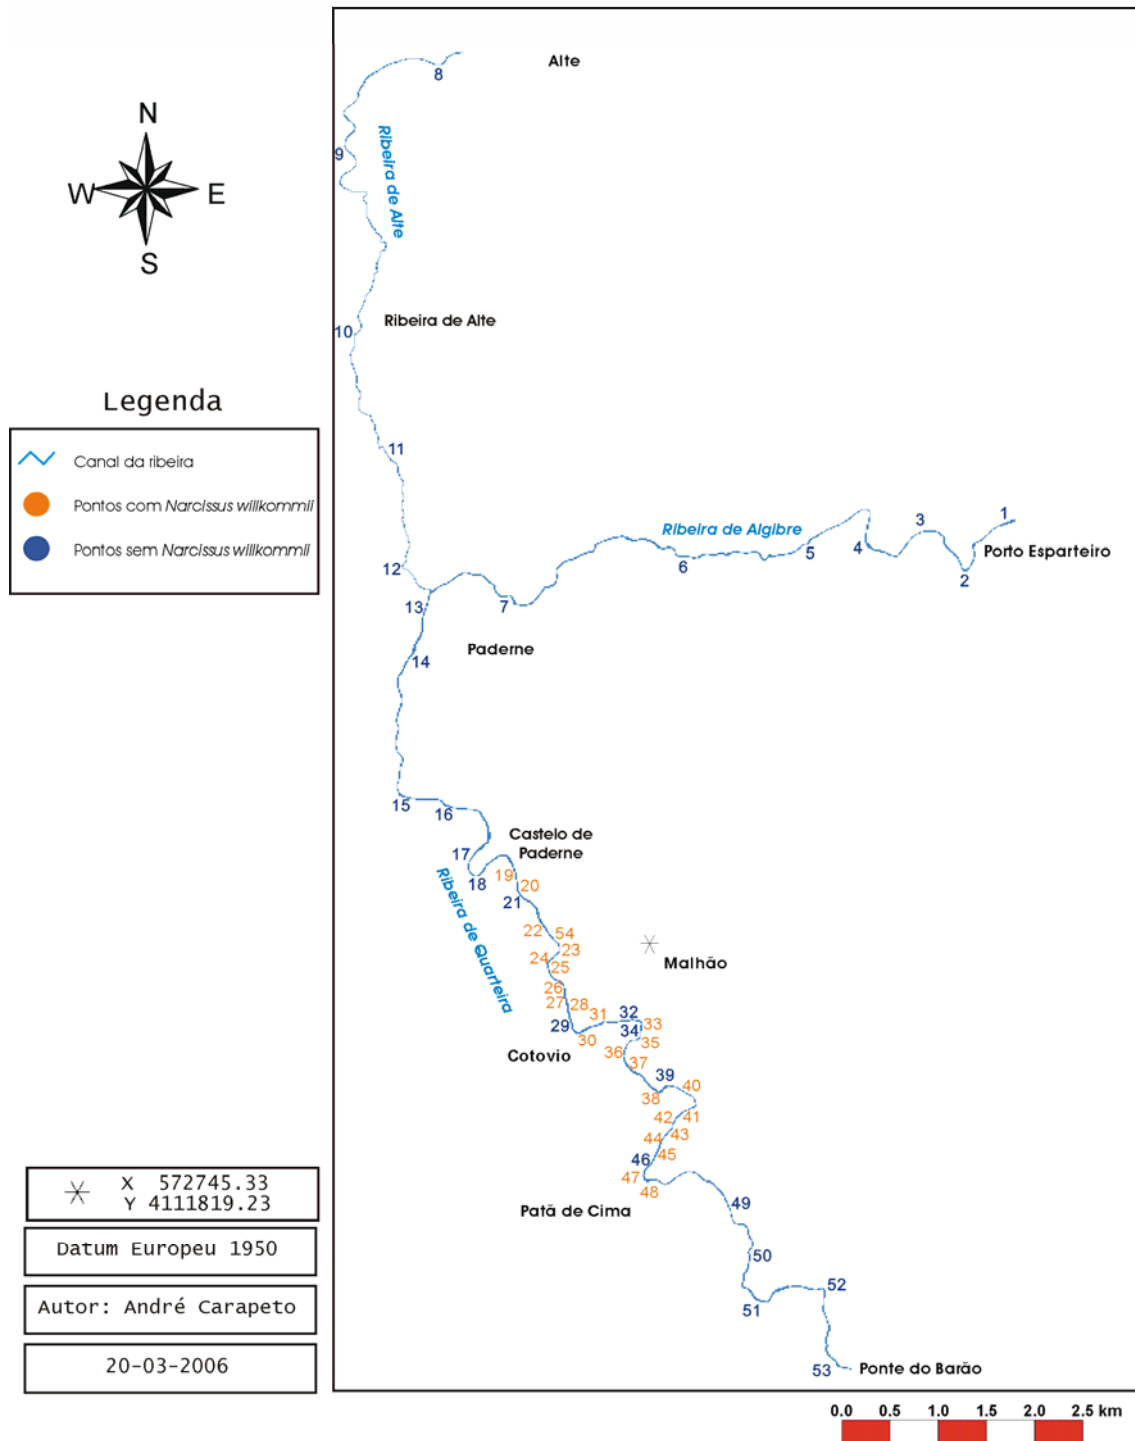 Alte
8
N
9
Ribeira de Alte
W
E
S
10
Ribeira de Alte
Legenda
Canal da ribeira
Pontos com Narcissus willkommii
Pontos sem Narcissus willkommii
11
Ribeira de Algibre
1
3
4
5
6
Porto Esparteiro
2
12
13
7
Paderne
14
15
16
Castelo de
Paderne
17
18
19
20
21
Ribeira de Quarteira
22
54
23
24
25
Malhão
26
27
28
31
32
33
29
34
30
35
Cotovio
36
37
39
40
38
42
41
44
43
45
46
47
48
Patã de Cima
49
50
51
52
53
Ponte do Barão
X 572745.33
Y 4111819.23
Datum Europeu 1950
Autor: André Carapeto
20-03-2006
0.0 0.5 1.0 1.5 2.0 2.5 km